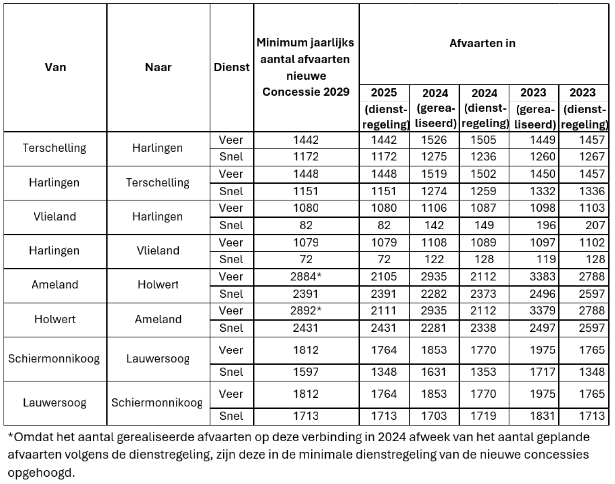 Van Naar Dienst Minimum jaarlijks aantal afvaarten nieuwe Concessie 2029 Afvaarten in
2025 (dienst-regeling) 2024 (gerea-liseerd) 2024 (dienst-regeling) 2023 (gerea-liseerd) 2023 (dienst-regeling)
Terschelling Harlingen Veer 1442 1442 1526 1505 1449 1457
Snel 1172 1172 1275 1236 1260 1267
Harlingen Terschelling Veer 1448 1448 1519 1502 1450 1457
Snel 1151 1151 1274 1259 1332 1336
Vlieland Harlingen Veer 1080 1080 1106 1087 1098 1103
Snel 82 82 142 149 196 207
Harlingen Vlieland Veer 1079 1079 1108 1089 1097 1102
Snel 72 72 122 128 119 128
Ameland Holwert Veer 2884* 2105 2935 2112 3383 2788
Snel 2391 2391 2282 2373 2496 2597
Holwert Ameland Veer 2892* 2111 2935 2112 3379 2788
Snel 2431 2431 2281 2338 2497 2597
Schiermonnikoog Lauwersoog Veer 1812 1764 1853 1770 1975 1765
Snel 1597 1348 1631 1353 1717 1348
Lauwersoog Schiermonnikoog Veer 1812 1764 1853 1770 1975 1765
Snel 1713 1713 1703 1719 1831 1713
*Omdat het aantal gerealiseerde afvaarten op deze verbinding in 2024 afweek van het aantal geplande
afvaarten volgens de dienstregeling, zijn deze in de minimale dienstregeling van de nieuwe concessies
opgehoogd.